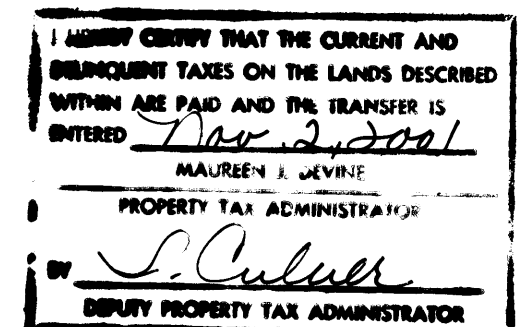 I HEREBY CERTIFY THAT THE CURRENT AND
DELINQUENT TAXES ON THE LANDS DESCRIBED
WITHIN ARE PAID AND THE TRANSFER IS
ENTERED Nov. 2, 2001
MAUREEN J. DEVINE
PROPERTY TAX ADMINISTRATOR
BY S. Culver
DEPUTY PROPERTY TAX ADMINISTRATOR